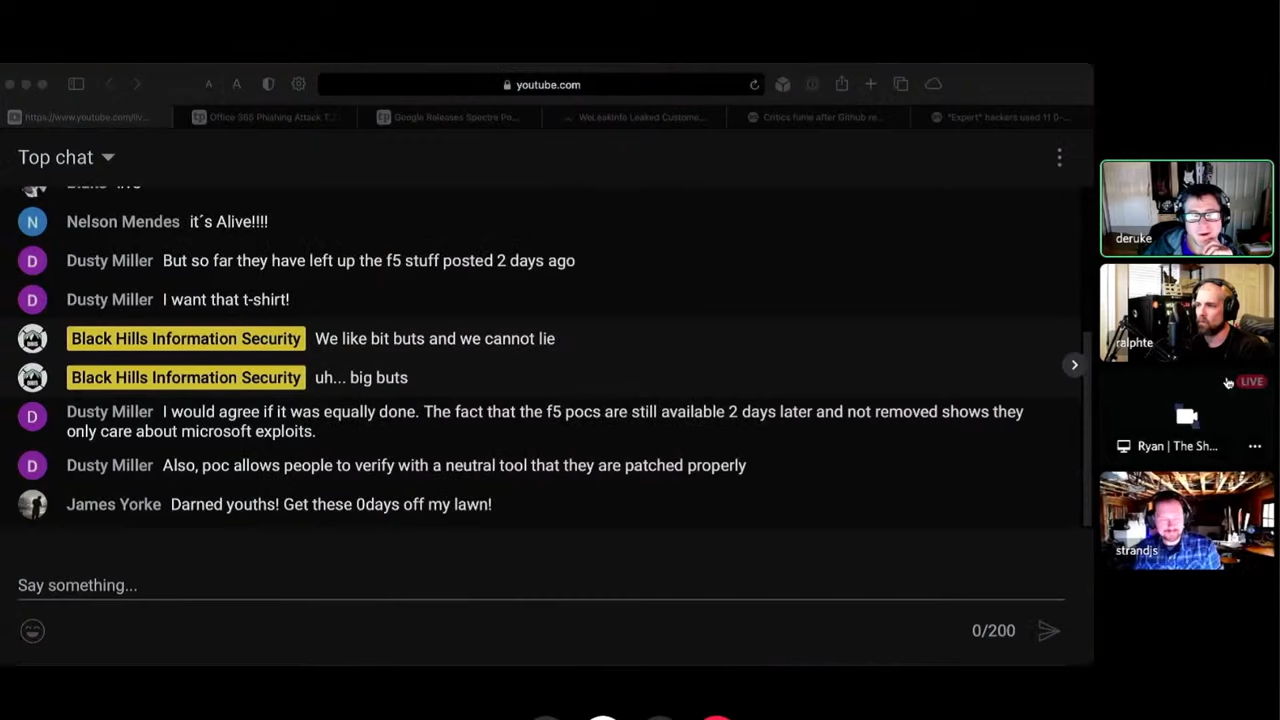 youtube.com
https://www.youtube.com/liv...
Office 365 Phishing Attack T...
Google Releases Spectre Po...
WeLeakInfo Leaked Custome...
Critics fume after Github re...
"Expert" hackers used 11 0-...
Top chat
Nelson Mendes it´s Alive!!!!
Dusty Miller But so far they have left up the f5 stuff posted 2 days ago
Dusty Miller I want that t-shirt!
Black Hills Information Security We like bit buts and we cannot lie
Black Hills Information Security uh... big buts
Dusty Miller I would agree if it was equally done. The fact that the f5 pocs are still available 2 days later and not removed shows they
only care about microsoft exploits.
Dusty Miller Also, poc allows people to verify with a neutral tool that they are patched properly
James Yorke Darned youths! Get these 0days off my lawn!
Say something...
0/200
deruke
ralphte
LIVE
Ryan | The Sh...
strandjs